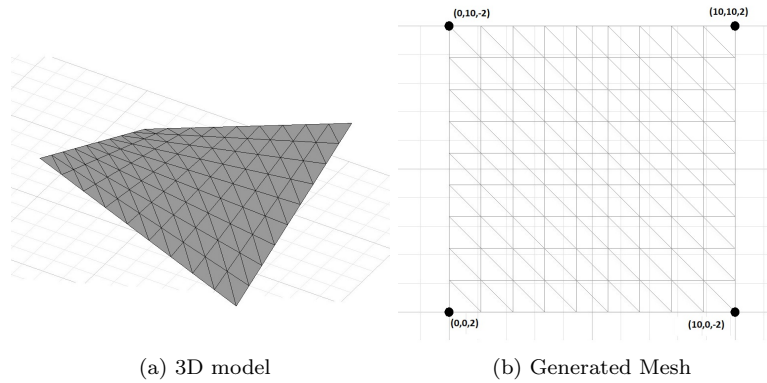 (0,10,-2)
(10,10,2)
(0,0,2)
(10,0,-2)
(a) 3D model
(b) Generated Mesh